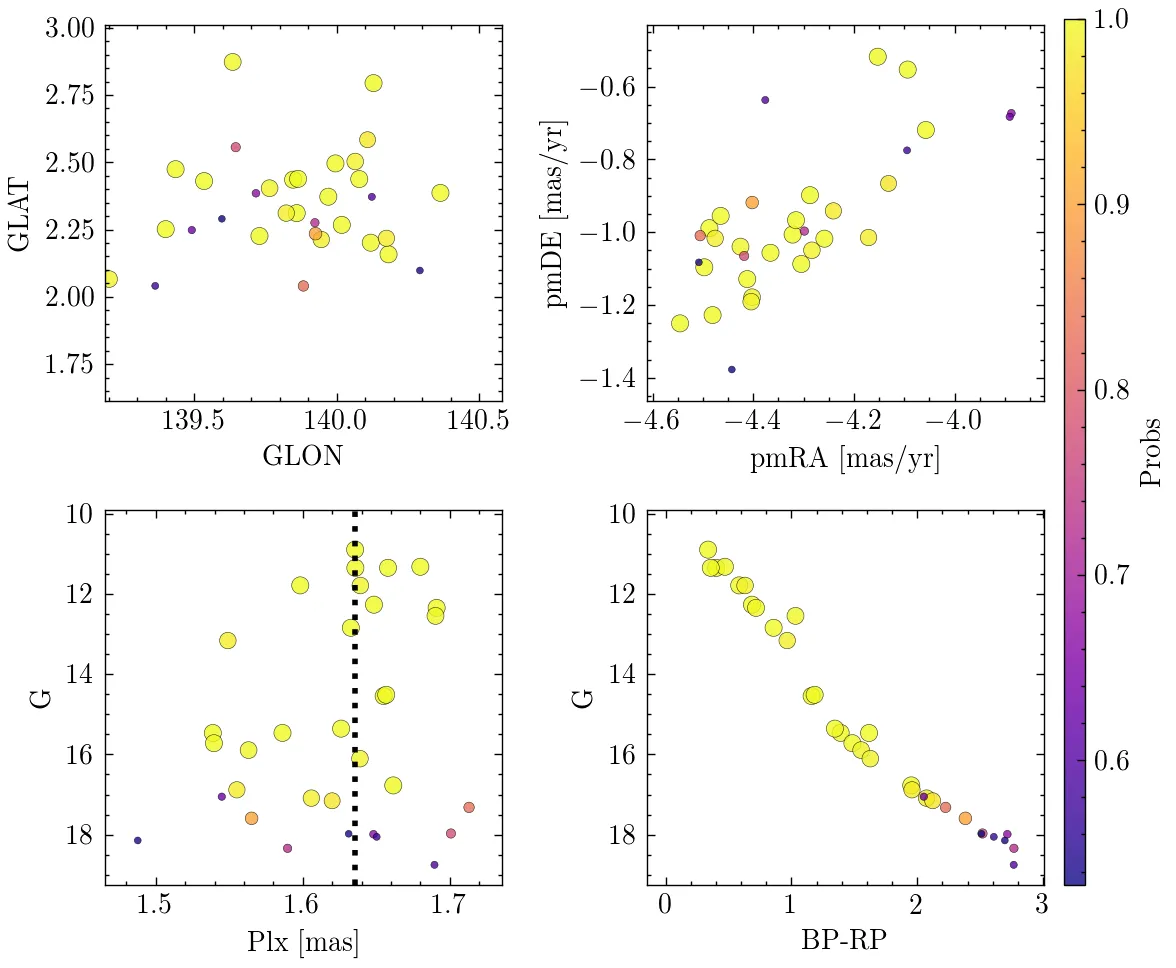 3.00
2.75
2.50
2.25
2.00
1.75
GLAT
139.5 140.0 140.5
GLON
−0.6
−0.8
−1.0
−1.2
−1.4
pmDE [mas/yr]
−4.6 −4.4 −4.2 −4.0
pmRA [mas/yr]
10
12
14
16
18
G
1.5 1.6 1.7
Plx [mas]
10
12
14
16
18
G
0 1 2 3
BP-RP
1.0
0.9
0.8
0.7
0.6
Probs